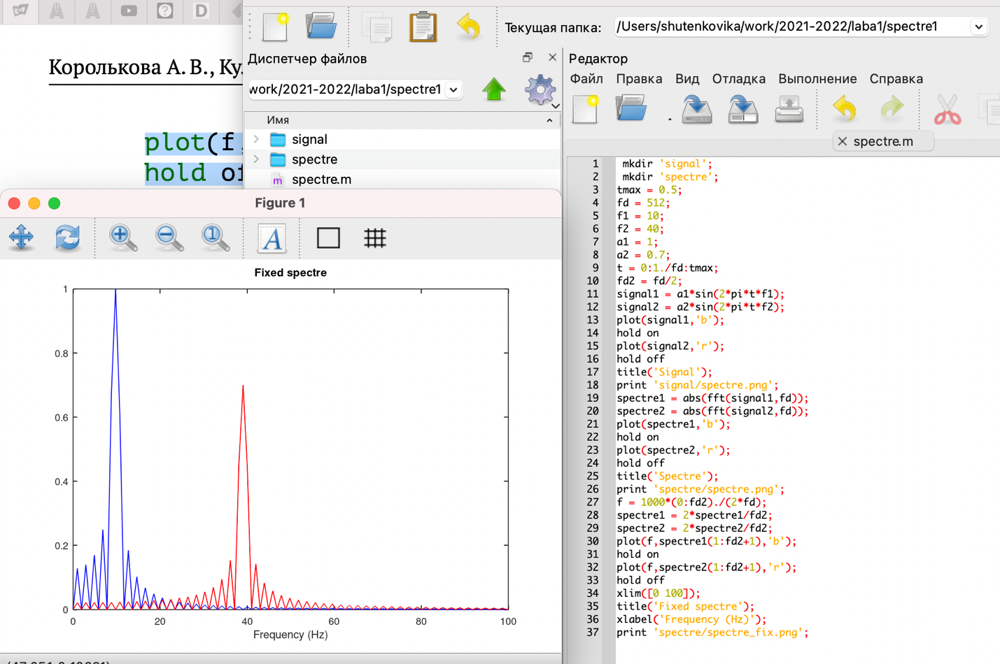 D
Королькова А. В., Ку
plot(f,
hold of
Текущая папка:
/Users/shutenkovika/work/2021-2022/laba1/spectre1
Диспетчер файлов
work/2021-2022/laba1/spectre1
Имя
signal
spectre
spectre.m
Редактор
Файл Правка Вид Отладка Выполнение Справка
spectre.m
1 mkdir 'signal';
2 mkdir 'spectre';
3 tmax = 0.5;
4 fd = 512;
5 f1 = 10;
6 f2 = 40;
7 a1 = 1;
8 a2 = 0.7;
9 t = 0:1./fd:tmax;
10 fd2 = fd/2;
11 signal1 = a1*sin(2*pi*t*f1);
12 signal2 = a2*sin(2*pi*t*f2);
13 plot(signal1,'b');
14 hold on
15 plot(signal2,'r');
16 hold off
17 title('Signal');
18 print 'signal/spectre.png';
19 spectre1 = abs(fft(signal1,fd));
20 spectre2 = abs(fft(signal2,fd));
21 plot(spectre1,'b');
22 hold on
23 plot(spectre2,'r');
24 hold off
25 title('Spectre');
26 print 'spectre/spectre.png';
27 f = 1000*(0:fd2)./(2*fd);
28 spectre1 = 2*spectre1/fd2;
29 spectre2 = 2*spectre2/fd2;
30 plot(f,spectre1(1:fd2+1),'b');
31 hold on
32 plot(f,spectre2(1:fd2+1),'r');
33 hold off
34 xlim([0 100]);
35 title('Fixed spectre');
36 xlabel('Frequency (Hz)');
37 print 'spectre/spectre_fix.png';
Figure 1
Fixed spectre
1
0.8
0.6
0.4
0.2
0
0 20 40 60 80 100
Frequency (Hz)